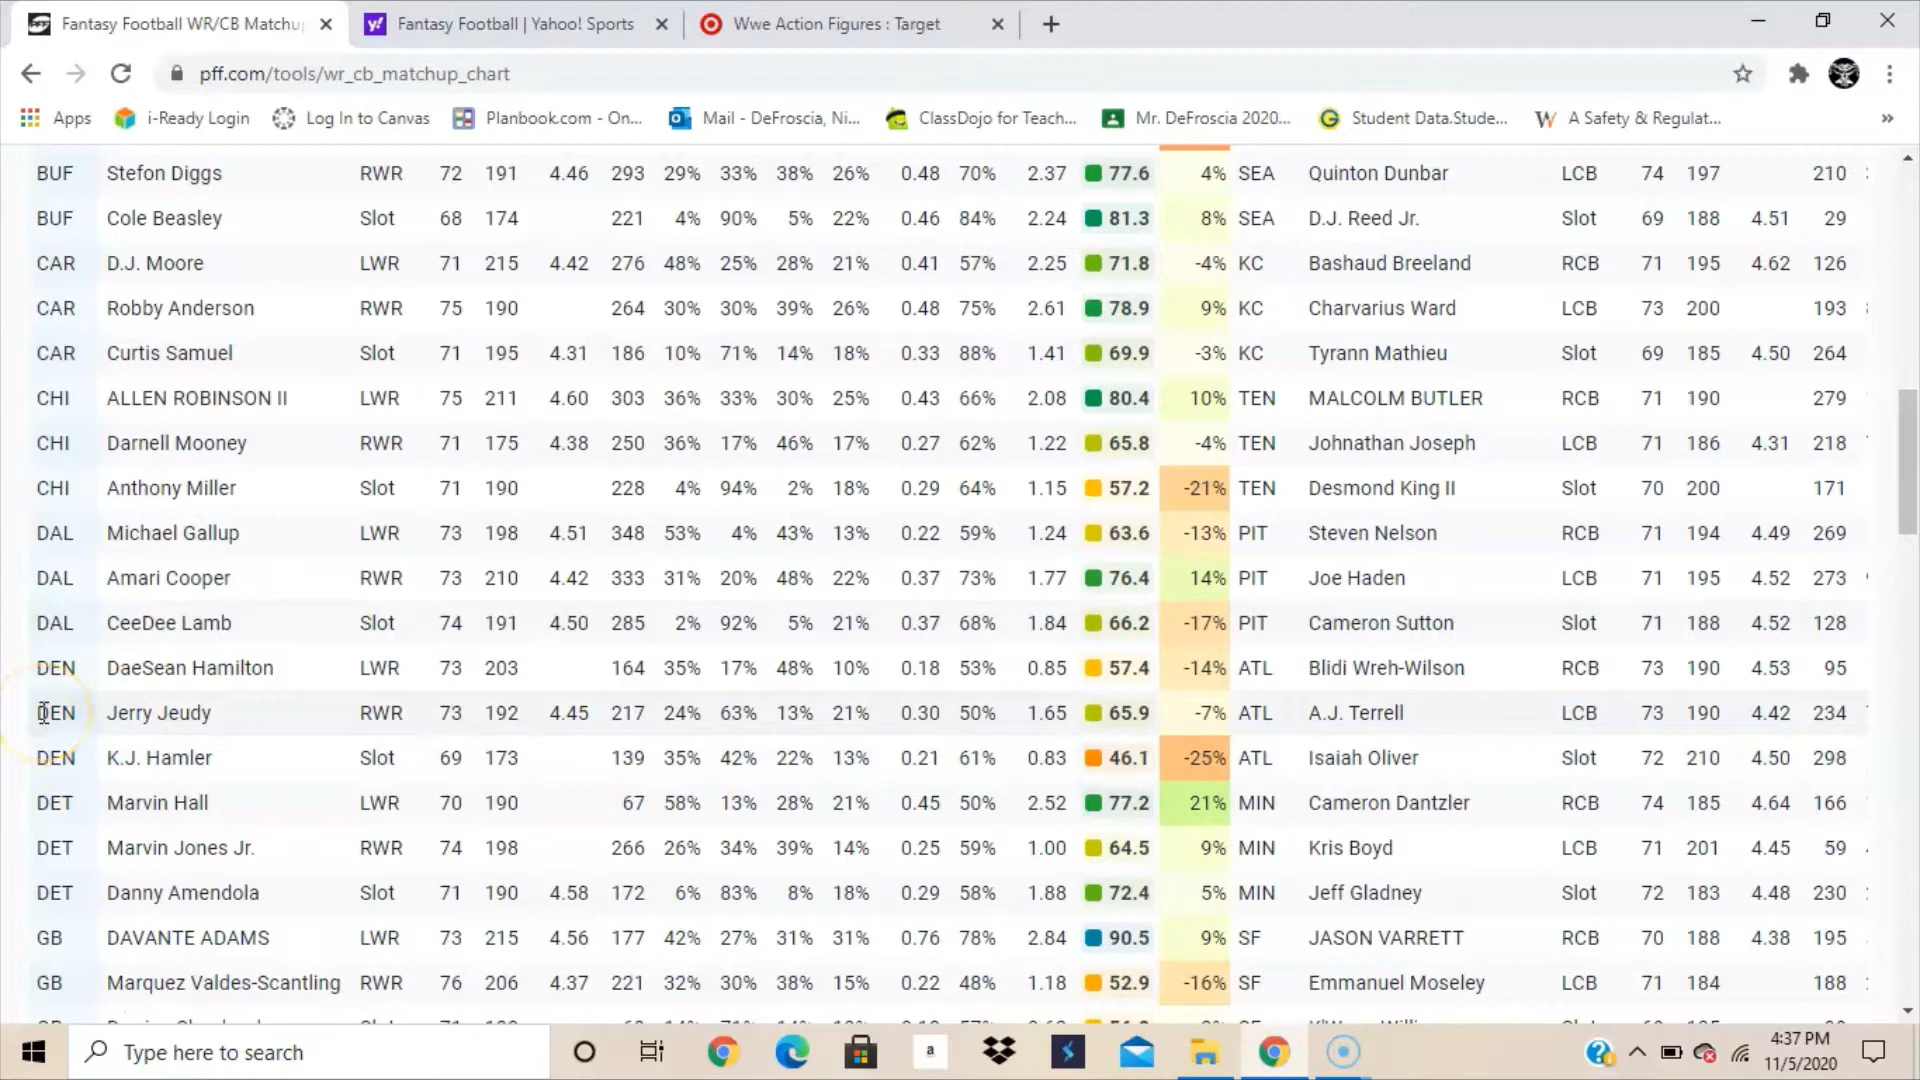 Fantasy Football WR/CB Matchup
Fantasy Football | Yahoo! Sports
Wwe Action Figures : Target
pff.com/tools/wr_cb_matchup_chart
Apps i-Ready Login Log In to Canvas Planbook.com - On... Mail - DeFroscia, Ni... ClassDojo for Teach... Mr. DeFroscia 2020... Student Data.Stude... A Safety & Regulat... »
BUF Stefon Diggs RWR 72 191 4.46 293 29% 33% 38% 26% 0.48 70% 2.37 77.6 4% SEA Quinton Dunbar LCB 74 197 210
BUF Cole Beasley Slot 68 174 221 4% 90% 5% 22% 0.46 84% 2.24 81.3 8% SEA D.J. Reed Jr. Slot 69 188 4.51 29
CAR D.J. Moore LWR 71 215 4.42 276 48% 25% 28% 21% 0.41 57% 2.25 71.8 -4% KC Bashaud Breeland RCB 71 195 4.62 126
CAR Robby Anderson RWR 75 190 264 30% 30% 39% 26% 0.48 75% 2.61 78.9 9% KC Charvarius Ward LCB 73 200 193
CAR Curtis Samuel Slot 71 195 4.31 186 10% 71% 14% 18% 0.33 88% 1.41 69.9 -3% KC Tyrann Mathieu Slot 69 185 4.50 264
CHI ALLEN ROBINSON II LWR 75 211 4.60 303 36% 33% 30% 25% 0.43 66% 2.08 80.4 10% TEN MALCOLM BUTLER RCB 71 190 279
CHI Darnell Mooney RWR 71 175 4.38 250 36% 17% 46% 17% 0.27 62% 1.22 65.8 -4% TEN Johnathan Joseph LCB 71 186 4.31 218
CHI Anthony Miller Slot 71 190 228 4% 94% 2% 18% 0.29 64% 1.15 57.2 -21% TEN Desmond King II Slot 70 200 171
DAL Michael Gallup LWR 73 198 4.51 348 53% 4% 43% 13% 0.22 59% 1.24 63.6 -13% PIT Steven Nelson RCB 71 194 4.49 269
DAL Amari Cooper RWR 73 210 4.42 333 31% 20% 48% 22% 0.37 73% 1.77 76.4 14% PIT Joe Haden LCB 71 195 4.52 273
DAL CeeDee Lamb Slot 74 191 4.50 285 2% 92% 5% 21% 0.37 68% 1.84 66.2 -17% PIT Cameron Sutton Slot 71 188 4.52 128
DEN DaeSean Hamilton LWR 73 203 164 35% 17% 48% 10% 0.18 53% 0.85 57.4 -14% ATL Blidi Wreh-Wilson RCB 73 190 4.53 95
DEN Jerry Jeudy RWR 73 192 4.45 217 24% 63% 13% 21% 0.30 50% 1.65 65.9 -7% ATL A.J. Terrell LCB 73 190 4.42 234
DEN K.J. Hamler Slot 69 173 139 35% 42% 22% 13% 0.21 61% 0.83 46.1 -25% ATL Isaiah Oliver Slot 72 210 4.50 298
DET Marvin Hall LWR 70 190 67 58% 13% 28% 21% 0.45 50% 2.52 77.2 21% MIN Cameron Dantzler RCB 74 185 4.64 166
DET Marvin Jones Jr. RWR 74 198 266 26% 34% 39% 14% 0.25 59% 1.00 64.5 9% MIN Kris Boyd LCB 71 201 4.45 59
DET Danny Amendola Slot 71 190 4.58 172 6% 83% 8% 18% 0.29 58% 1.88 72.4 5% MIN Jeff Gladney Slot 72 183 4.48 230
GB DAVANTE ADAMS LWR 73 215 4.56 177 42% 27% 31% 31% 0.76 78% 2.84 90.5 9% SF JASON VARRETT RCB 70 188 4.38 195
GB Marquez Valdes-Scantling RWR 76 206 4.37 221 32% 30% 38% 15% 0.22 48% 1.18 52.9 -16% SF Emmanuel Moseley LCB 71 184 188
Type here to search
4:37 PM
11/5/2020